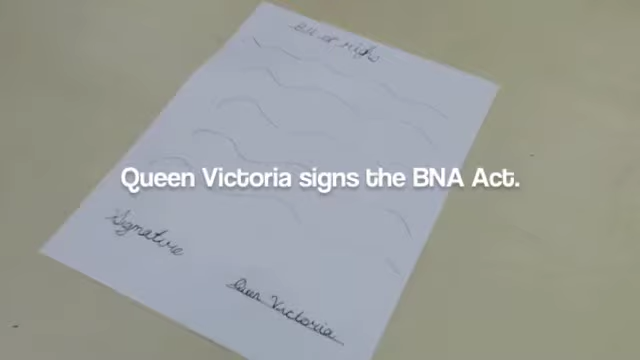 Bill of rights
Queen Victoria signs the BNA Act.
Signature
Queen Victoria